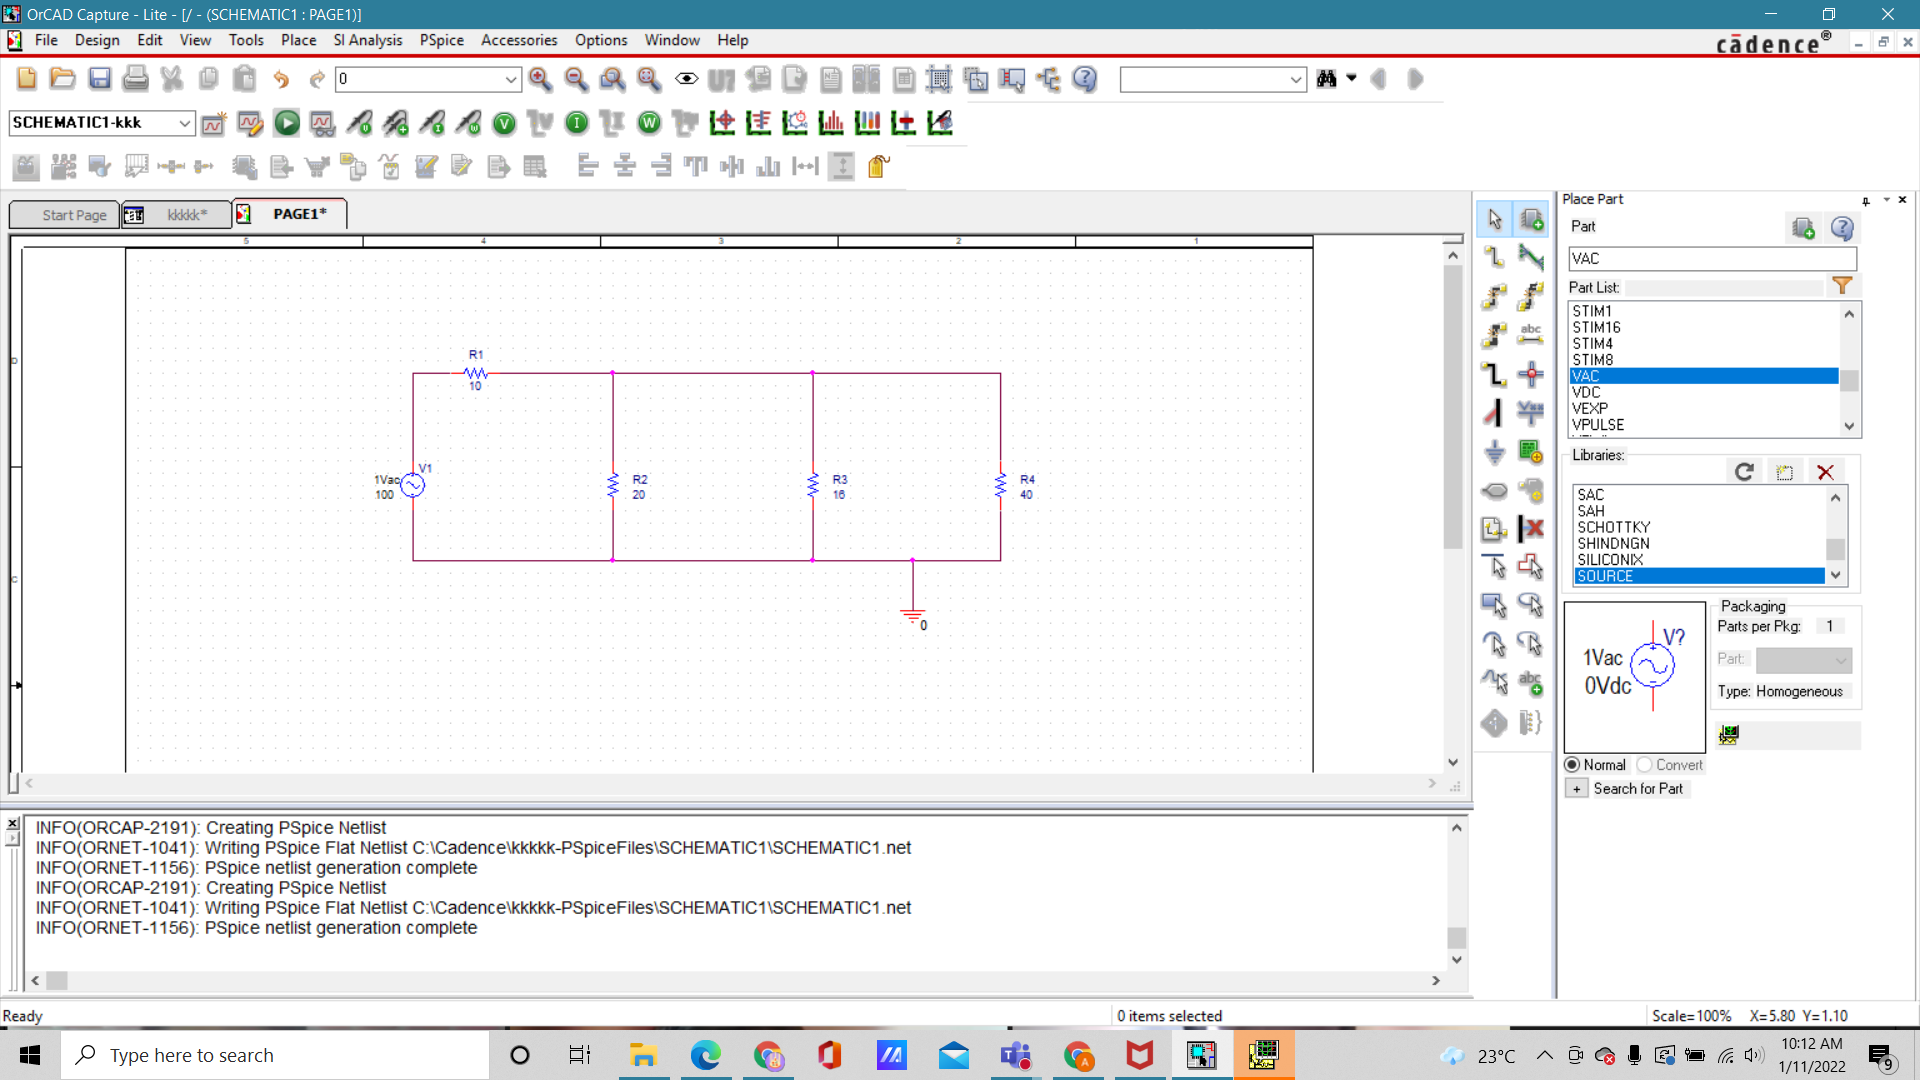 OrCAD Capture - Lite - [/ - (SCHEMATIC1 : PAGE1)]
File Design Edit View Tools Place SI Analysis PSpice Accessories Options Window Help
cādence®
0
U?
SCHEMATIC1-kkk
V I W
Start Page kkkkk* PAGE1*
5 4 3 2 1
D
C
R1
10
V1
1Vac
100
R2
20
R3
16
R4
40
0
abc
Place Part
Part
VAC
Part List:
STIM1
STIM16
STIM4
STIM8
VAC
VDC
VEXP
VPULSE
Libraries:
SAC
SAH
SCHOTTKY
SHINDNGN
SILICONIX
SOURCE
V?
1Vac
0Vdc
Packaging
Parts per Pkg: 1
Part:
Type: Homogeneous
Normal Convert
+ Search for Part
INFO(ORCAP-2191): Creating PSpice Netlist
INFO(ORNET-1041): Writing PSpice Flat Netlist C:\Cadence\kkkkk-PSpiceFiles\SCHEMATIC1\SCHEMATIC1.net
INFO(ORNET-1156): PSpice netlist generation complete
INFO(ORCAP-2191): Creating PSpice Netlist
INFO(ORNET-1041): Writing PSpice Flat Netlist C:\Cadence\kkkkk-PSpiceFiles\SCHEMATIC1\SCHEMATIC1.net
INFO(ORNET-1156): PSpice netlist generation complete
Ready
0 items selected
Scale=100% X=5.80 Y=1.10
Type here to search
23°C
10:12 AM
1/11/2022
9